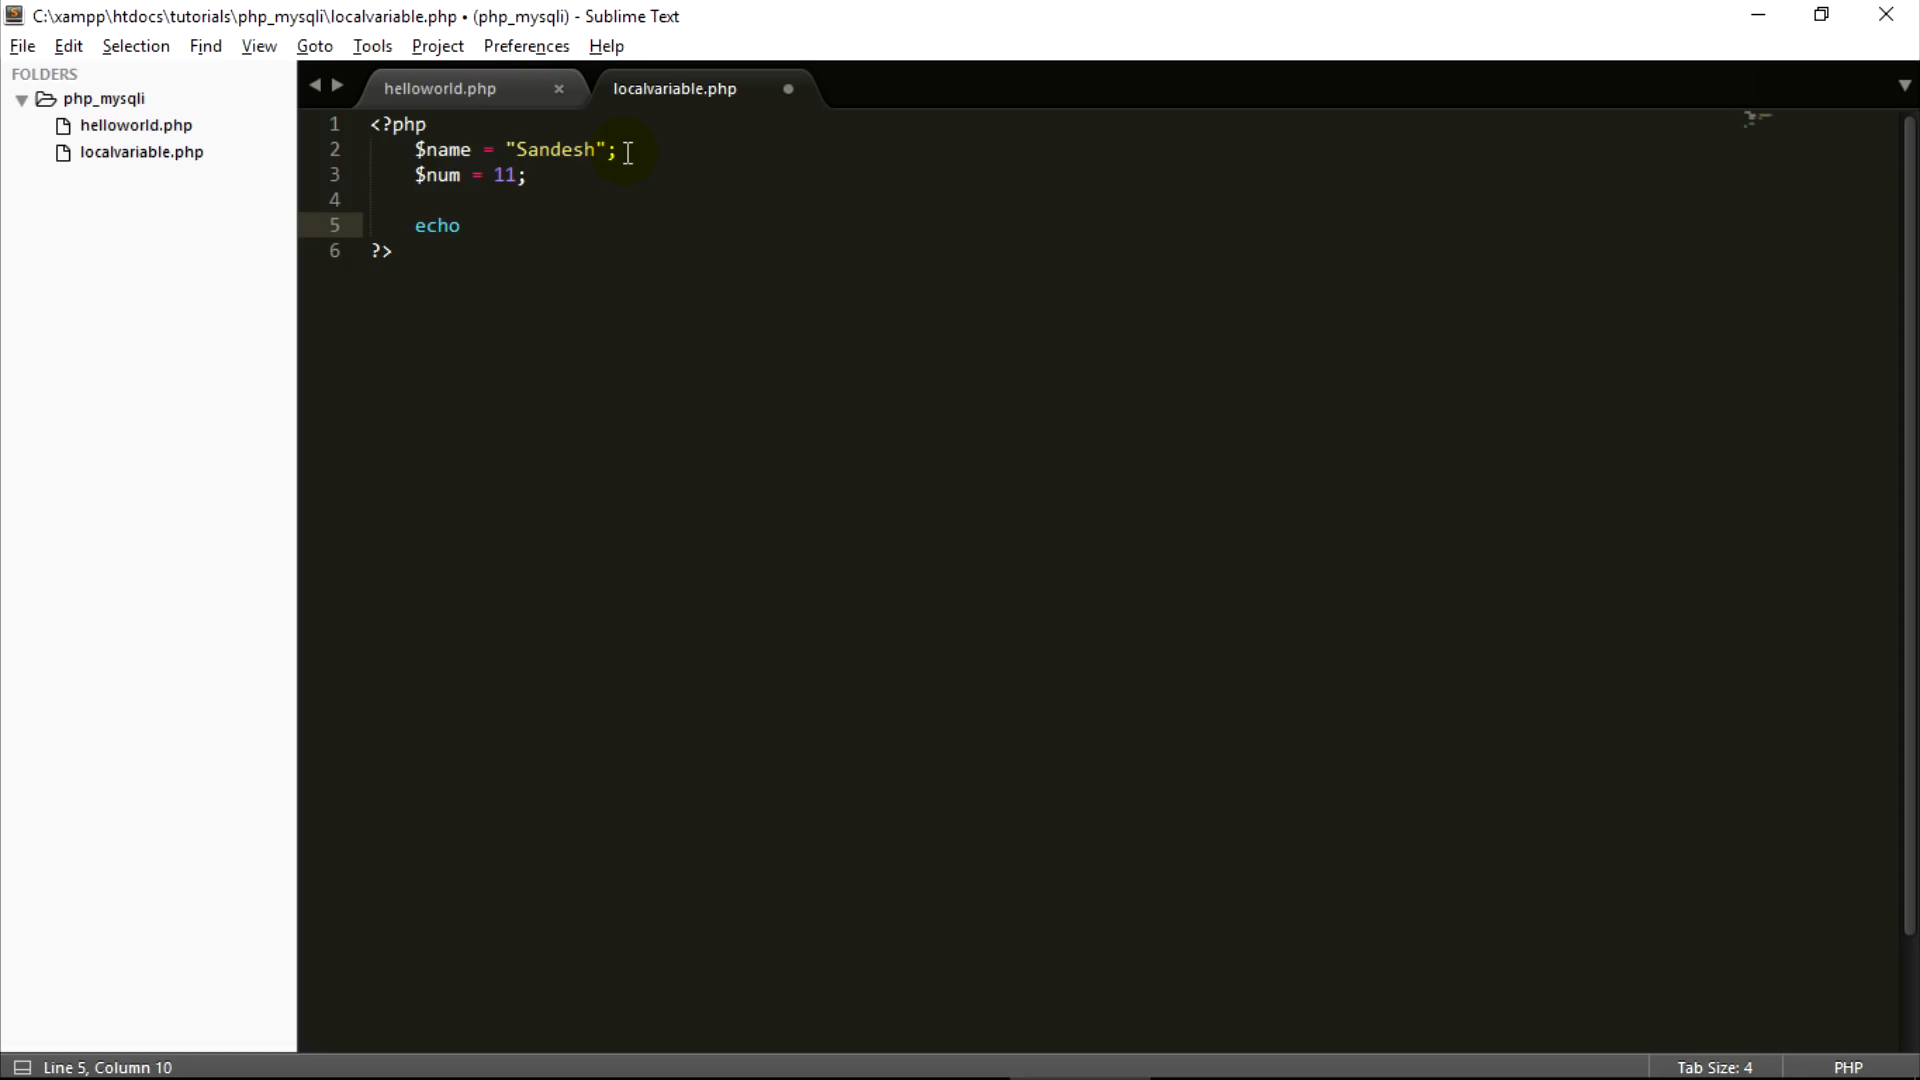 C:\xampp\htdocs\tutorials\php_mysqli\localvariable.php • (php_mysqli) - Sublime Text
File Edit Selection Find View Goto Tools Project Preferences Help
FOLDERS
php_mysqli
helloworld.php
localvariable.php
helloworld.php × localvariable.php
1 <?php
2 $name = "Sandesh";
3 $num = 11;
4
5 echo
6 ?>
Line 5, Column 10 Tab Size: 4 PHP